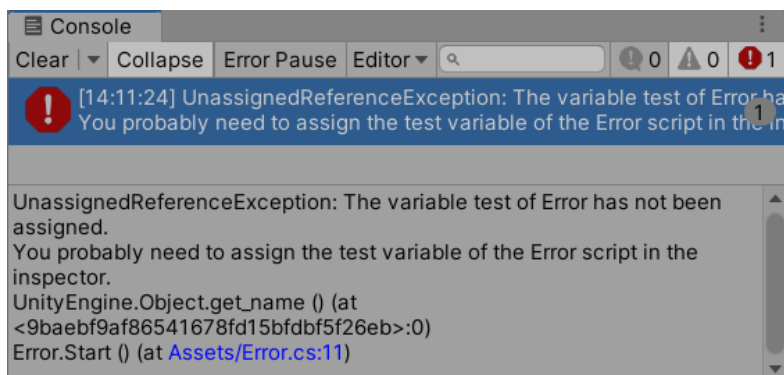 Console
Clear Collapse Error Pause Editor 0 0 1
[14:11:24] UnassignedReferenceException: The variable test of Error ha
You probably need to assign the test variable of the Error script in the in
1
UnassignedReferenceException: The variable test of Error has not been
assigned.
You probably need to assign the test variable of the Error script in the
inspector.
UnityEngine.Object.get_name () (at
<9baebf9af86541678fd15bfdbf5f26eb>:0)
Error.Start () (at Assets/Error.cs:11)